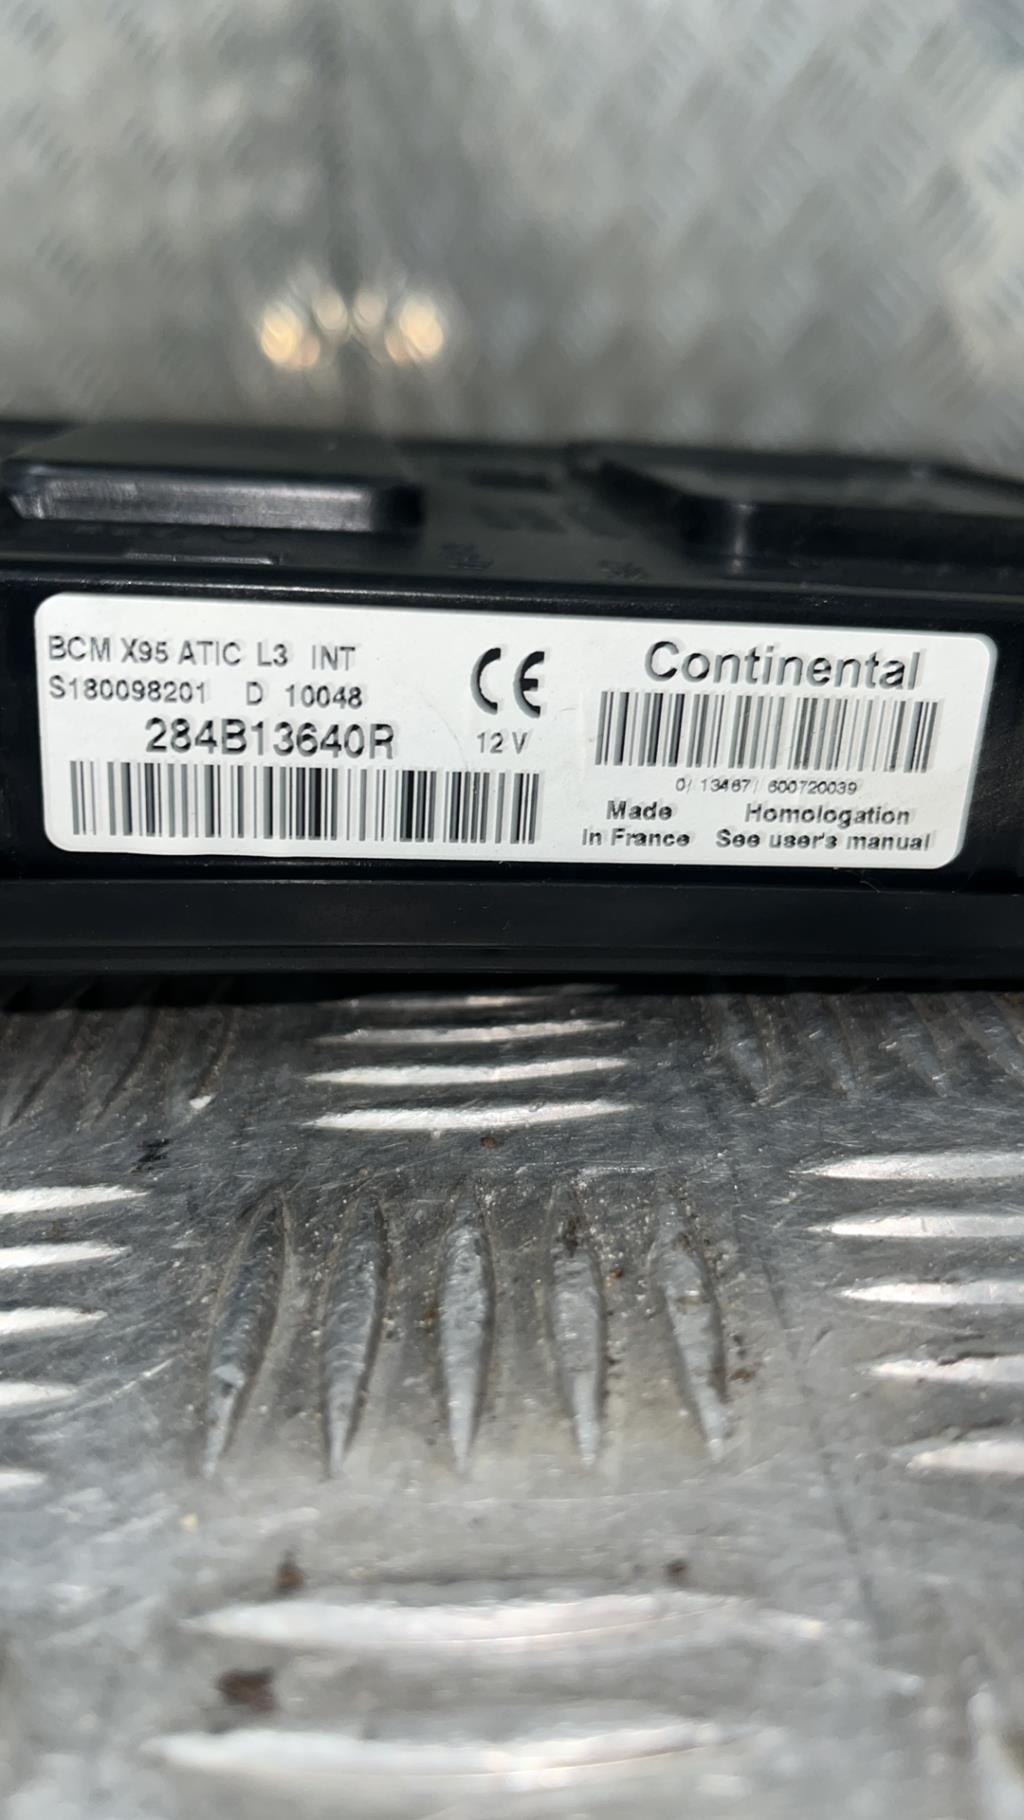 BCM X95 ATIC L3 INT
S180098201 D 10048
284B13640R
CE
12 V
Continental
0/ 13467/ 600720039
Made In France
Homologation See user's manual